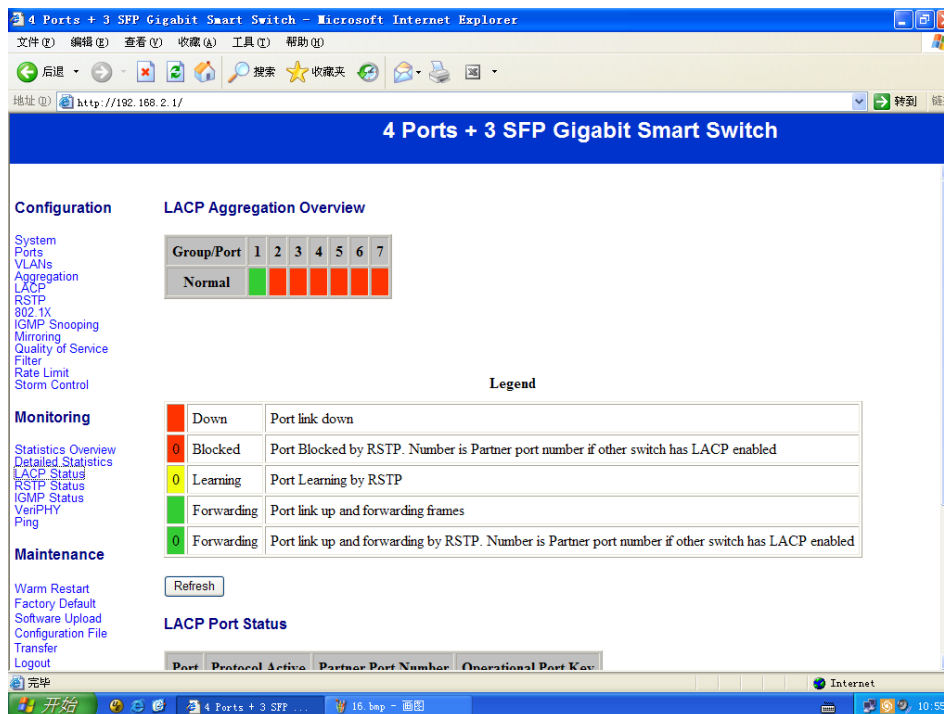 4 Ports + 3 SFP Gigabit Smart Switch - Microsoft Internet Explorer
文件(F) 编辑(E) 查看(V) 收藏(A) 工具(T) 帮助(H)
后退 搜索 收藏夹
地址(D) http://192.168.2.1/ 转到
4 Ports + 3 SFP Gigabit Smart Switch
Configuration
System
Ports
VLANs
Aggregation
LACP
RSTP
802.1X
IGMP Snooping
Mirroring
Quality of Service
Filter
Rate Limit
Storm Control
Monitoring
Statistics Overview
Detailed Statistics
LACP Status
RSTP Status
IGMP Status
VeriPHY
Ping
Maintenance
Warm Restart
Factory Default
Software Upload
Configuration File
Transfer
Logout
LACP Aggregation Overview
Group/Port 1 2 3 4 5 6 7
Normal
Legend
Down Port link down
0 Blocked Port Blocked by RSTP. Number is Partner port number if other switch has LACP enabled
0 Learning Port Learning by RSTP
Forwarding Port link up and forwarding frames
0 Forwarding Port link up and forwarding by RSTP. Number is Partner port number if other switch has LACP enabled
Refresh
LACP Port Status
Port Protocol Active Partner Port Number Operational Port Key
完毕 Internet
开始 4 Ports + 3 SFP ... 16.bmp - 画图 10:55